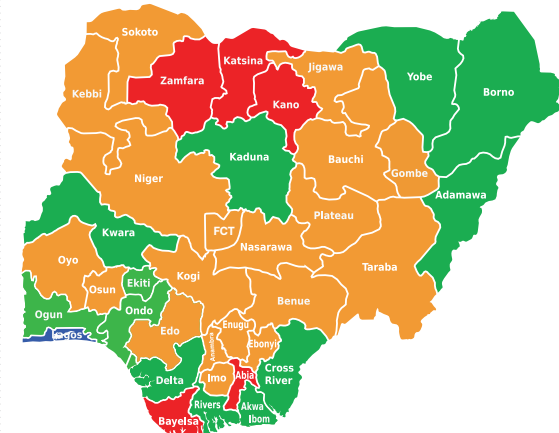 Sokoto
Katsina
Jigawa
Yobe
Borno
Zamfara
Kebbi
Kano
Kaduna
Bauchi
Gombe
Niger
Adamawa
Plateau
Kwara
FCT
Nasarawa
Oyo
Taraba
Kogi
Osun
Ekiti
Benue
Ondo
Ogun
Edo
Enugu
Lagos
Anambra
Ebonyi
Cross
River
Imo
Abia
Delta
Rivers
Akwa
Ibom
Bayelsa